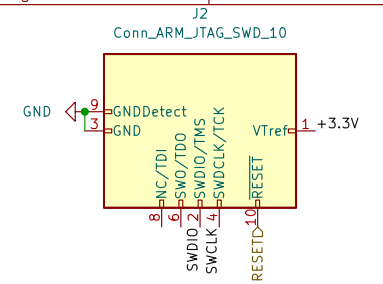 J2
Conn_ARM_JTAG_SWD_10
GND
9
GNDDetect
3
GND
VTref
1
+3.3V
NC/TDI
SWO/TDO
SWDIO/TMS
SWDCLK/TCK
RESET
8
6
2
4
10
SWDIO
SWCLK
RESET